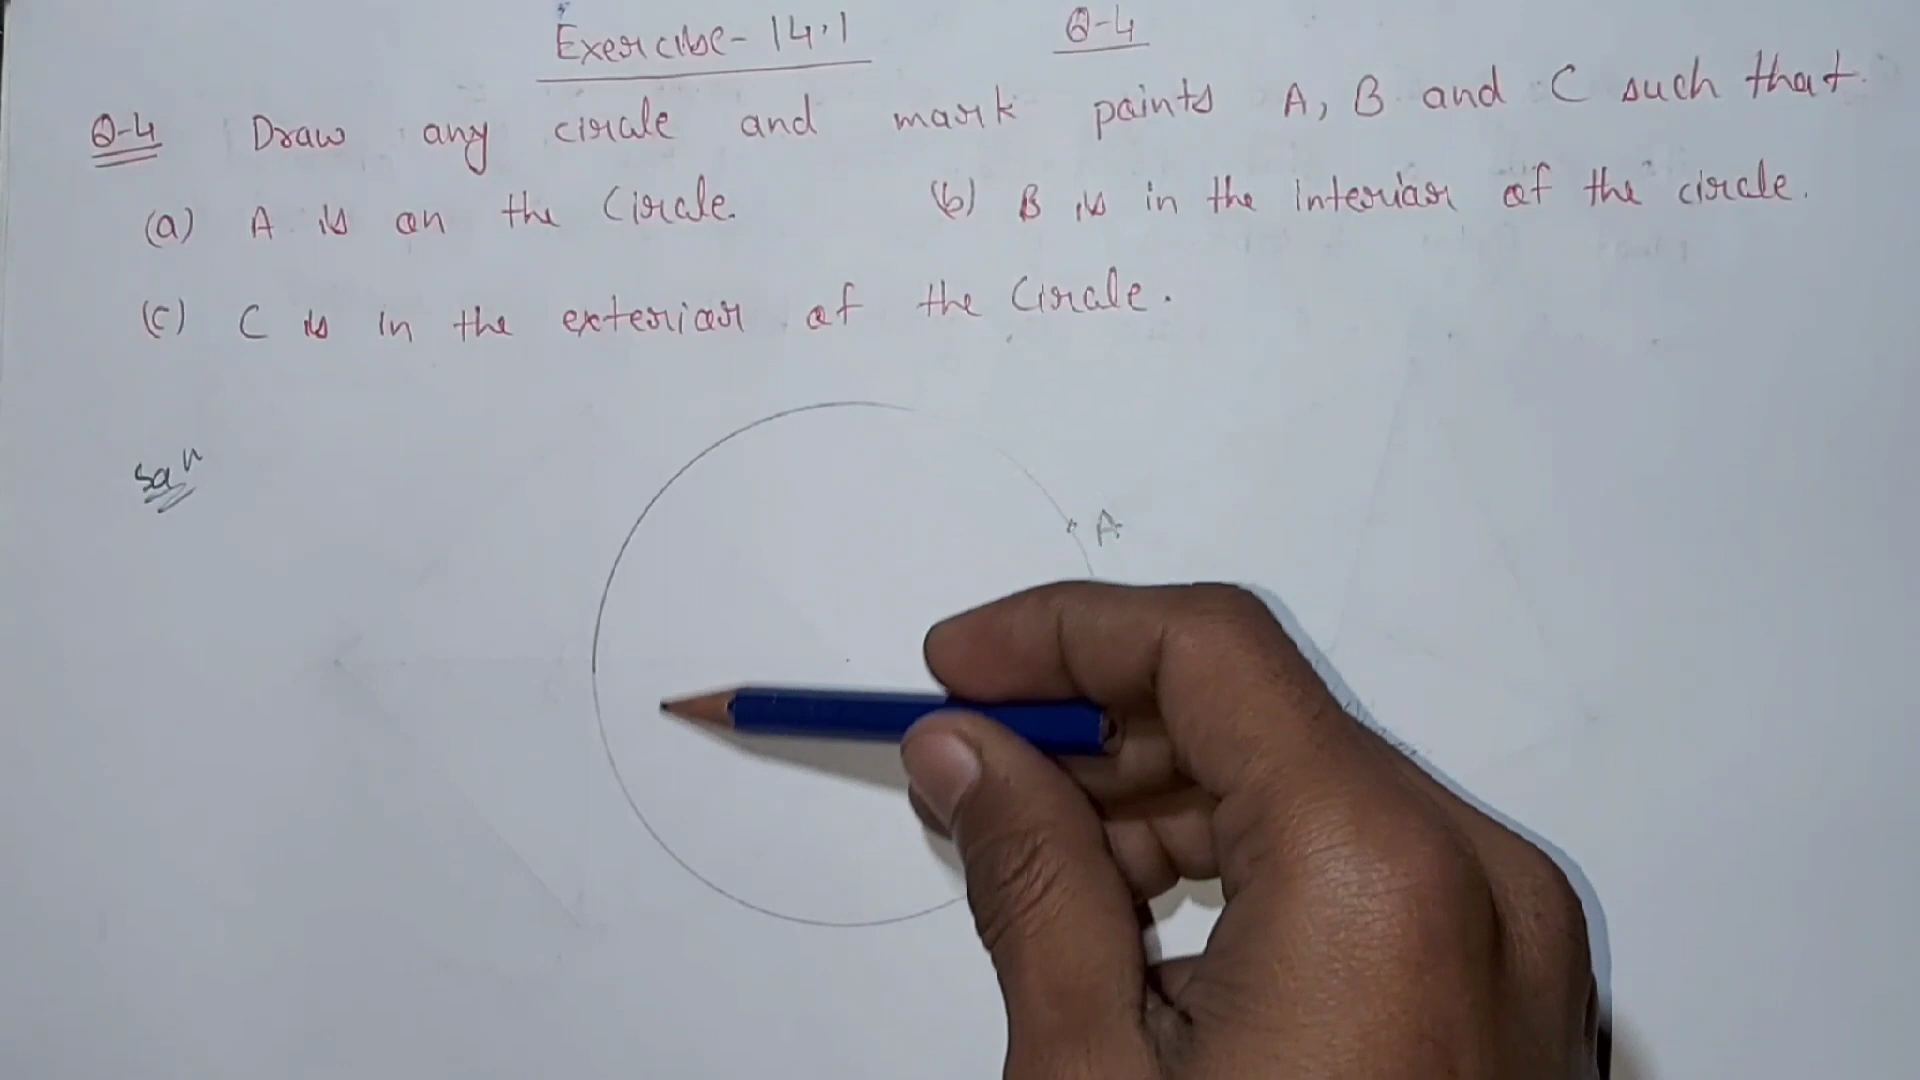 Exercise - 14.1 Q-4
Q-4 Draw any circle and mark points A, B and C such that
(a) A is on the Circle. (b) B is in the interior of the circle.
(c) C is in the exterior of the Circle.
Soln
A